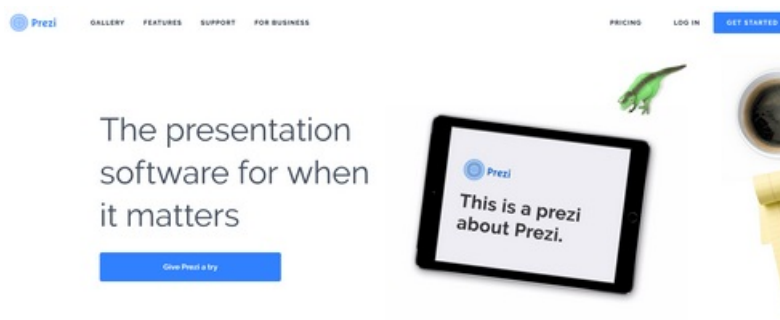 Prezi
GALLERY FEATURES SUPPORT FOR BUSINESS
PRICING LOG IN GET STARTED
The presentation
software for when
it matters
Give Prezi a try
Prezi
This is a prezi
about Prezi.